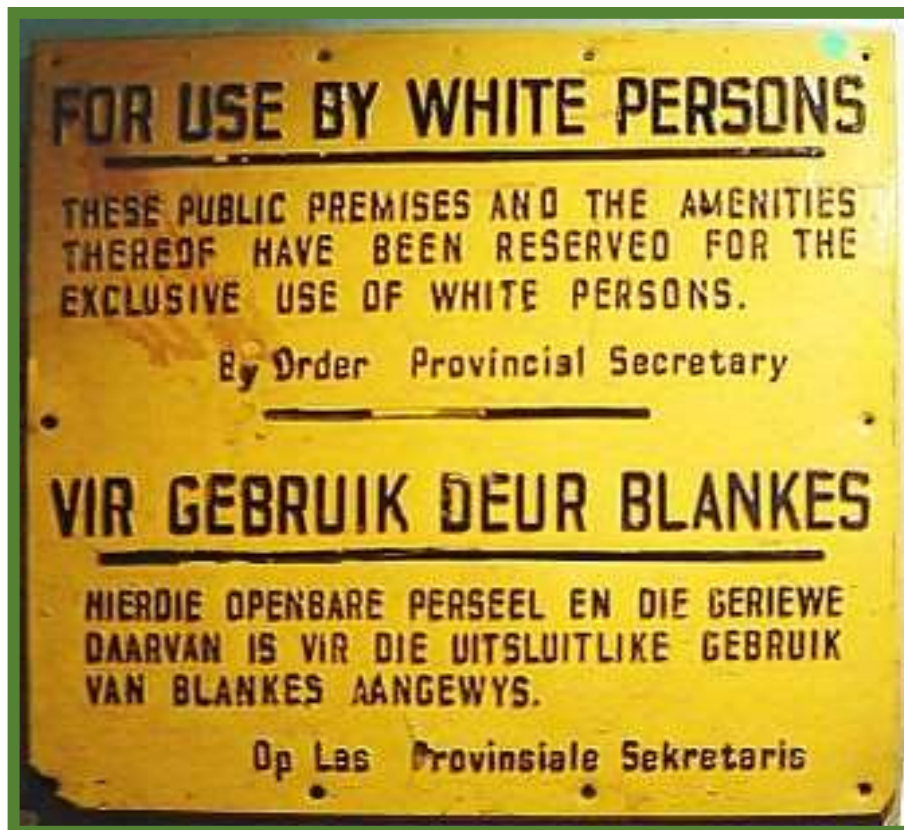 FOR USE BY WHITE PERSONS
THESE PUBLIC PREMISES AND THE AMENITIES
THEREOF HAVE BEEN RESERVED FOR THE
EXCLUSIVE USE OF WHITE PERSONS.
By Order Provincial Secretary
VIR GEBRUIK DEUR BLANKES
HIERDIE OPENBARE PERSEEL EN DIE GERIEWE
DAARVAN IS VIR DIE UITSLUITLIKE GEBRUIK
VAN BLANKES AANGEWYS.
Op Las Provinsiale Sekretaris